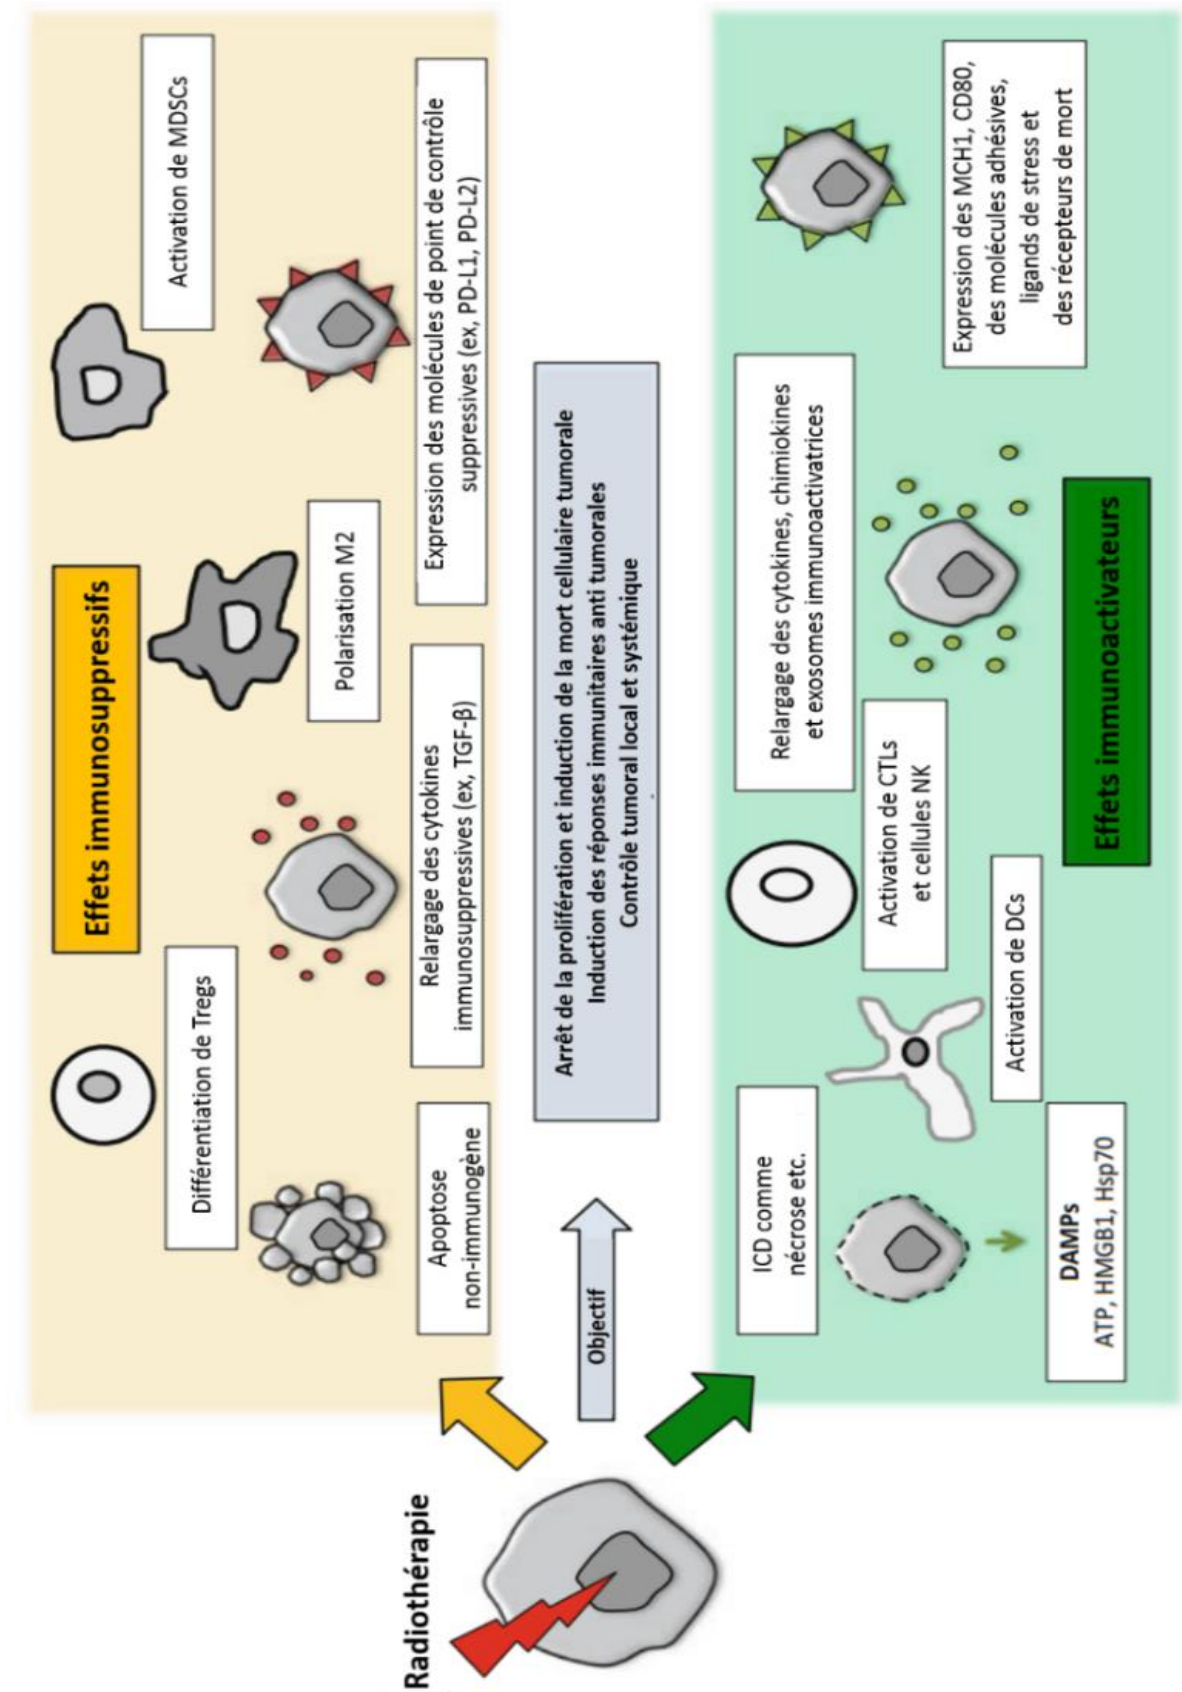 Radiothérapie
Effets immunosuppressifs
Différentiation de Tregs
Polarisation M2
Activation de MDSCs
Apoptose
non-immunogène
Relargage des cytokines
immunosuppressives (ex, TGF-β)
Expression des molécules de point de contrôle
suppressives (ex, PD-L1, PD-L2)
Objectif
Arrêt de la prolifération et induction de la mort cellulaire tumorale
Induction des réponses immunitaires anti tumorales
Contrôle tumoral local et systémique
ICD comme
nécrose etc.
DAMPs
ATP, HMGB1, Hsp70
Activation de DCs
Activation de CTLs
et cellules NK
Relargage des cytokines, chimiokines
et exosomes immunoactivatrices
Expression des MCH1, CD80,
des molécules adhésives,
ligands de stress et
des récepteurs de mort
Effets immunoactivateurs